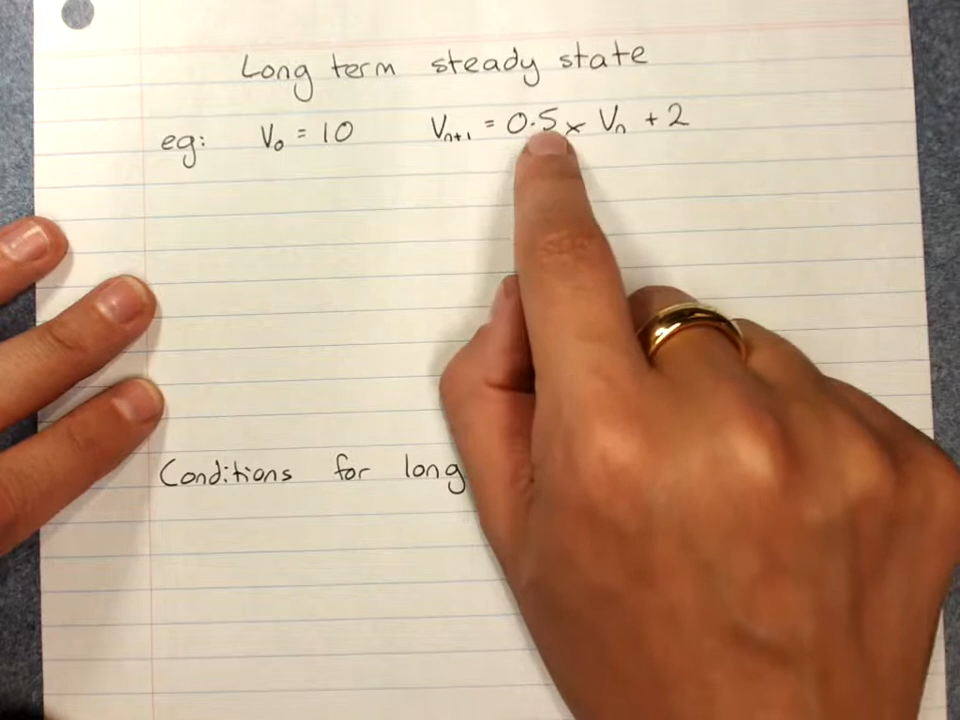 Long term steady state
eg: V₀ = 10 Vₙ₊₁ = 0.5 × Vₙ + 2
Conditions for long